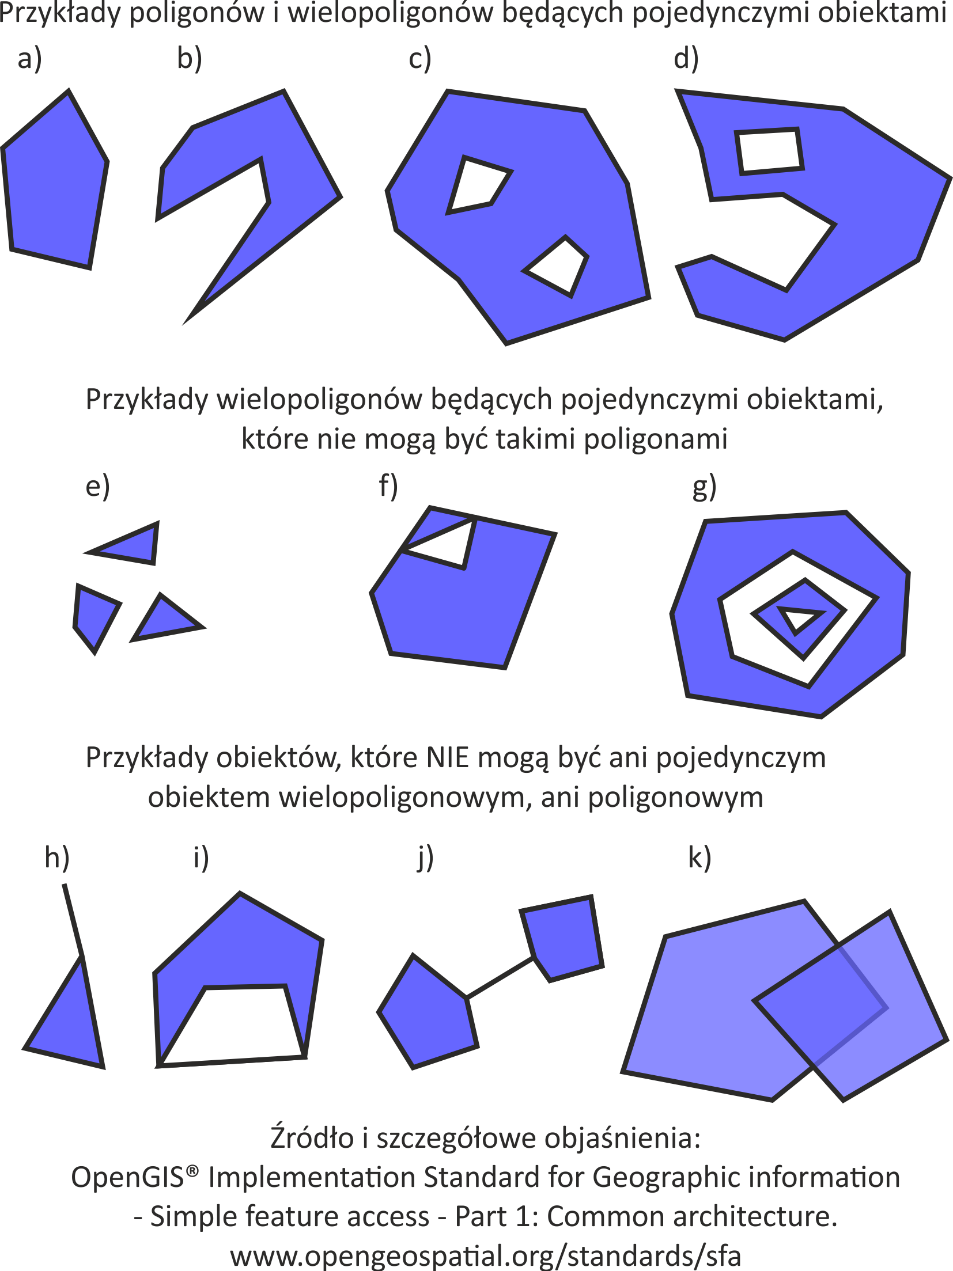 Przykłady poligonów i wielopoligonów będących pojedynczymi obiektami
a) b) c) d)
Przykłady wielopoligonów będących pojedynczymi obiektami,
które nie mogą być takimi poligonami
e) f) g)
Przykłady obiektów, które NIE mogą być ani pojedynczym
obiektem wielopoligonowym, ani poligonowym
h) i) j) k)
Źródło i szczegółowe objaśnienia:
OpenGIS® Implementation Standard for Geographic information
- Simple feature access - Part 1: Common architecture.
www.opengeospatial.org/standards/sfa